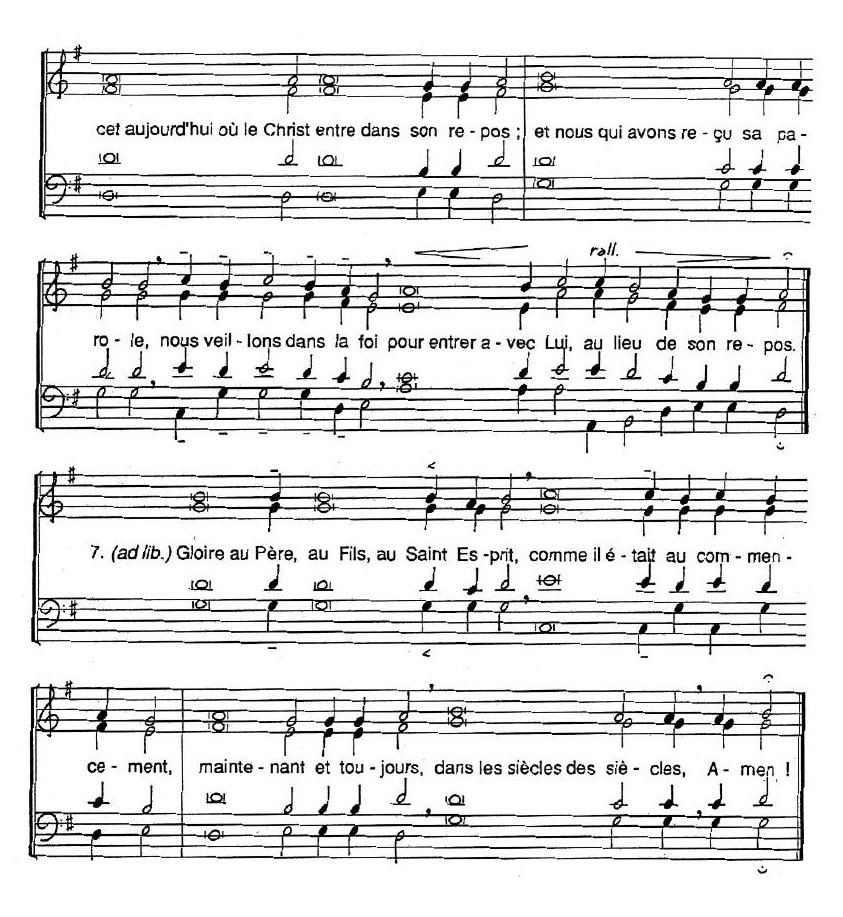 cet aujourd'hui où le Christ entre dans son re - pos ; et nous qui avons re - çu sa pa -
rall.
ro - le, nous veil - lons dans la foi pour entrer a - vec Lui, au lieu de son re - pos.
7. (ad lib.) Gloire au Père, au Fils, au Saint Es - prit, comme il é - tait au com - men -
ce - ment, mainte - nant et tou - jours, dans les siècles des siè - cles, A - men !